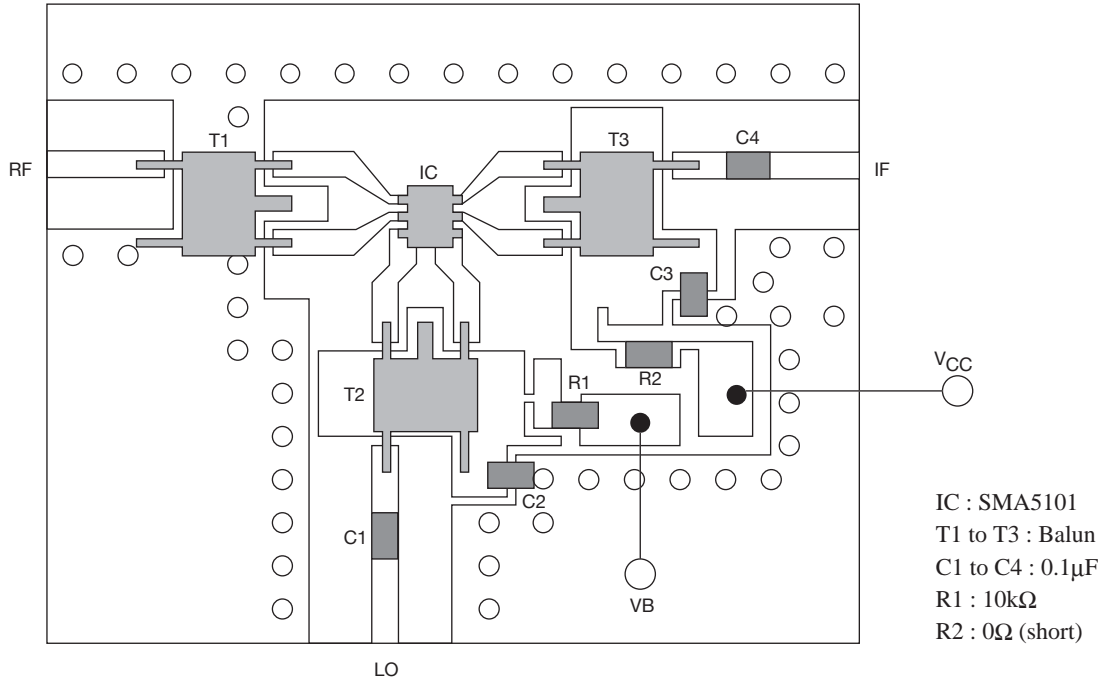 T1
T3
C4
RF
IC
IF
C3
R2
VCC
T2
R1
C2
C1
VB
LO
IC : SMA5101
T1 to T3 : Balun
C1 to C4 : 0.1μF
R1 : 10kΩ
R2 : 0Ω (short)